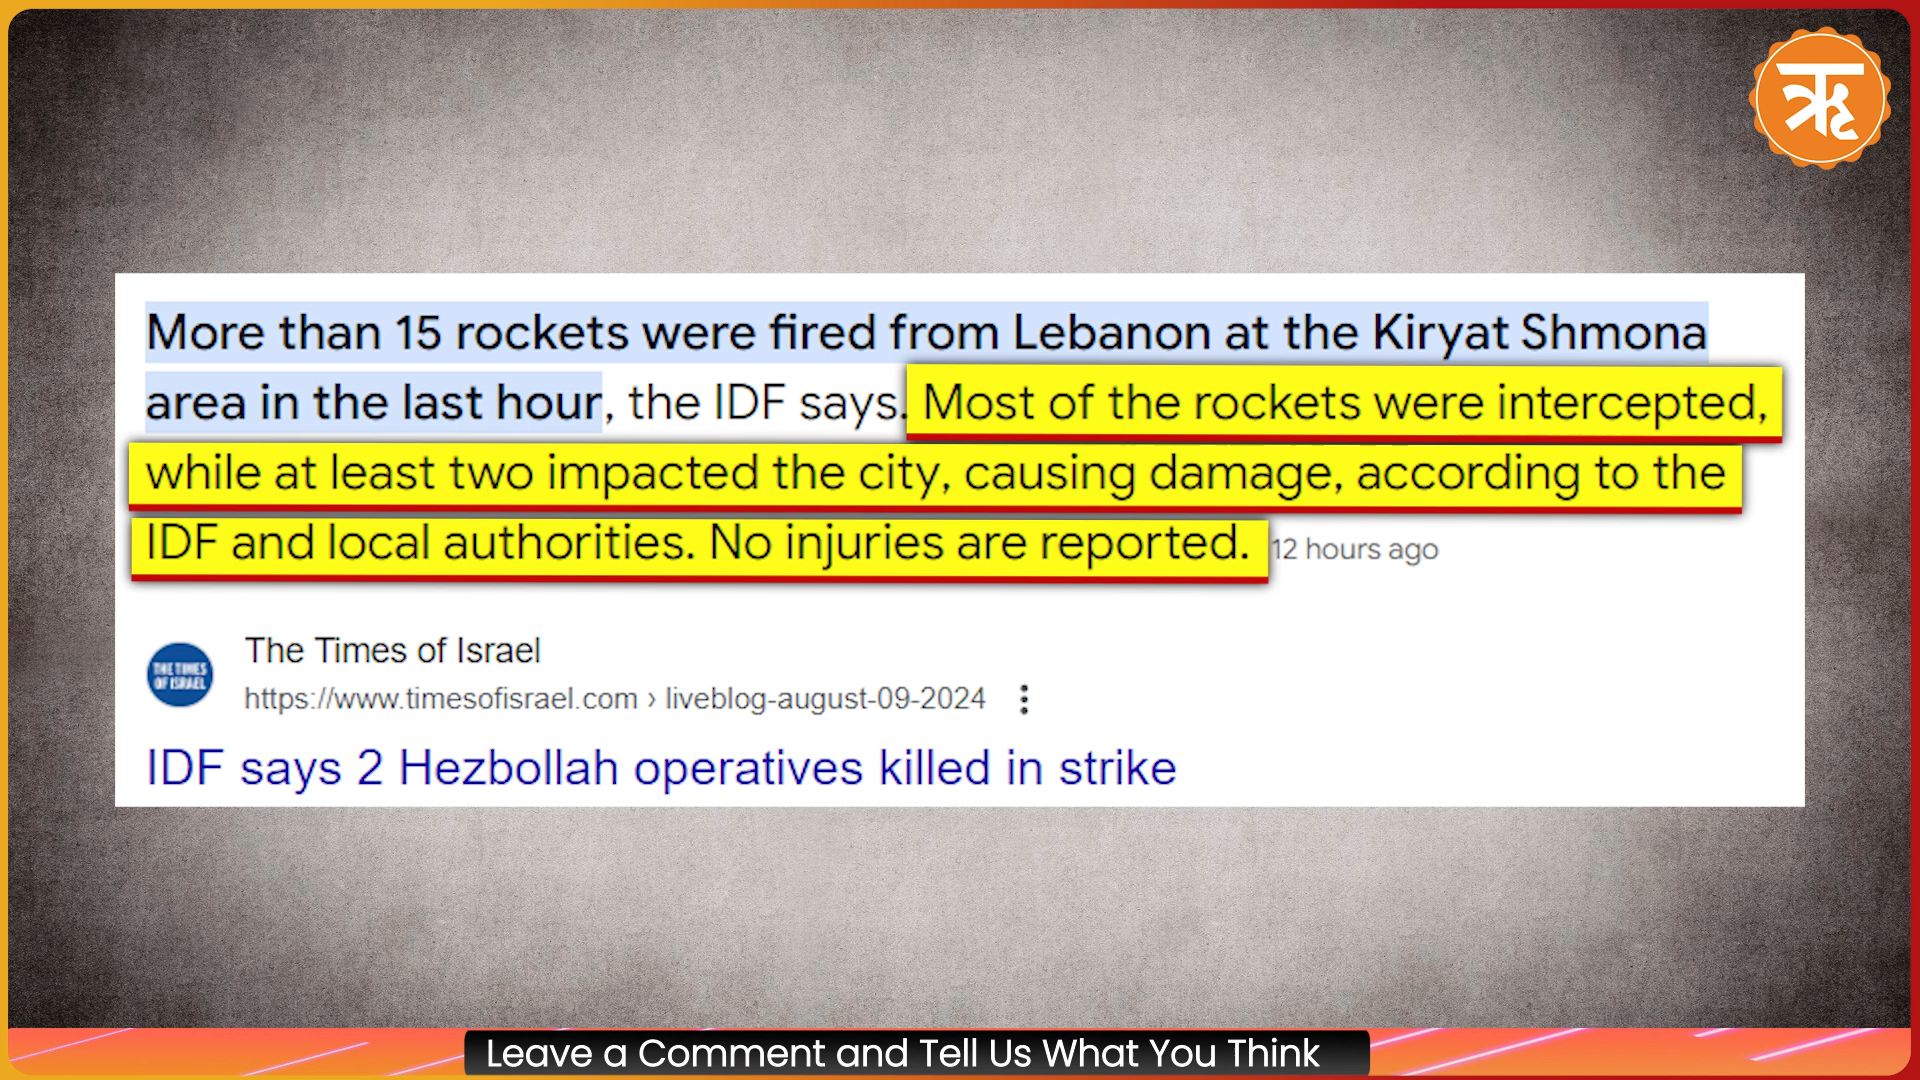 ऋ
More than 15 rockets were fired from Lebanon at the Kiryat Shmona
area in the last hour, the IDF says. Most of the rockets were intercepted,
while at least two impacted the city, causing damage, according to the
IDF and local authorities. No injuries are reported. 12 hours ago
THE TIMES
OF ISRAEL
The Times of Israel
https://www.timesofisrael.com › liveblog-august-09-2024
IDF says 2 Hezbollah operatives killed in strike
Leave a Comment and Tell Us What You Think